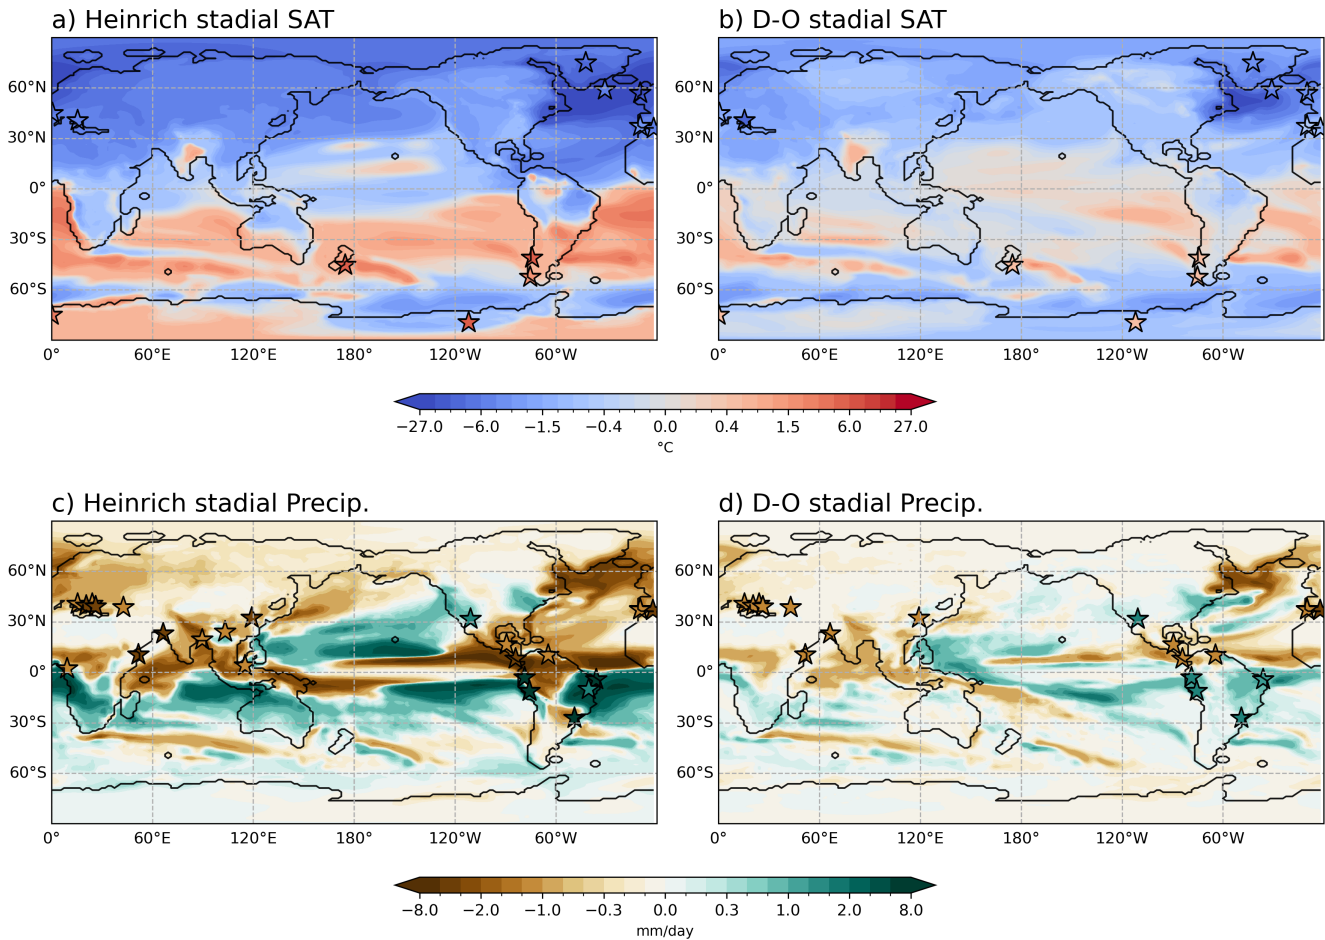 a) Heinrich stadial SAT
b) D-O stadial SAT
60°N
30°N
0°
30°S
60°S
60°N
30°N
0°
30°S
60°S
0° 60°E 120°E 180° 120°W 60°W
0° 60°E 120°E 180° 120°W 60°W
−27.0 −6.0 −1.5 −0.4 0.0 0.4 1.5 6.0 27.0
°C
c) Heinrich stadial Precip.
d) D-O stadial Precip.
60°N
30°N
0°
30°S
60°S
60°N
30°N
0°
30°S
60°S
0° 60°E 120°E 180° 120°W 60°W
0° 60°E 120°E 180° 120°W 60°W
−8.0 −2.0 −1.0 −0.3 0.0 0.3 1.0 2.0 8.0
mm/day